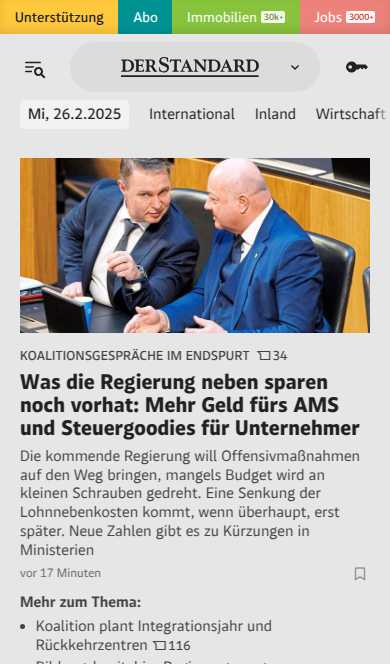 Unterstützung Abo Immobilien 30k+ Jobs 3000+
DERSTANDARD
Mi, 26.2.2025 International Inland Wirtschaft
KOALITIONSGESPRÄCHE IM ENDSPURT 34
Was die Regierung neben sparen
noch vorhat: Mehr Geld fürs AMS
und Steuergoodies für Unternehmer
Die kommende Regierung will Offensivmaßnahmen
auf den Weg bringen, mangels Budget wird an
kleinen Schrauben gedreht. Eine Senkung der
Lohnnebenkosten kommt, wenn überhaupt, erst
später. Neue Zahlen gibt es zu Kürzungen in
Ministerien
vor 17 Minuten
Mehr zum Thema:
• Koalition plant Integrationsjahr und
Rückkehrzentren 116